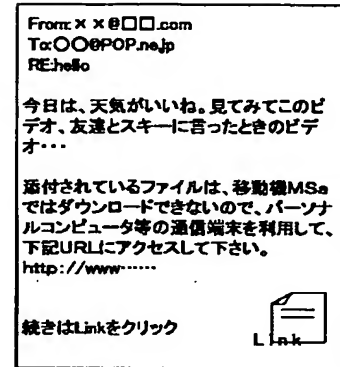 From: × ×@□□.com
To:○○@POP.ne.jp
RE:hello
今日は、天気がいいね。見てみてこのビ
デオ、友達とスキーに言ったときのビデ
オ・・・
添付されているファイルは、移動機MSa
ではダウンロードできないので、パーソナ
ルコンピュータ等の通信端末を利用して、
下記URLにアクセスして下さい。
http://www……
続きはLinkをクリック
Link